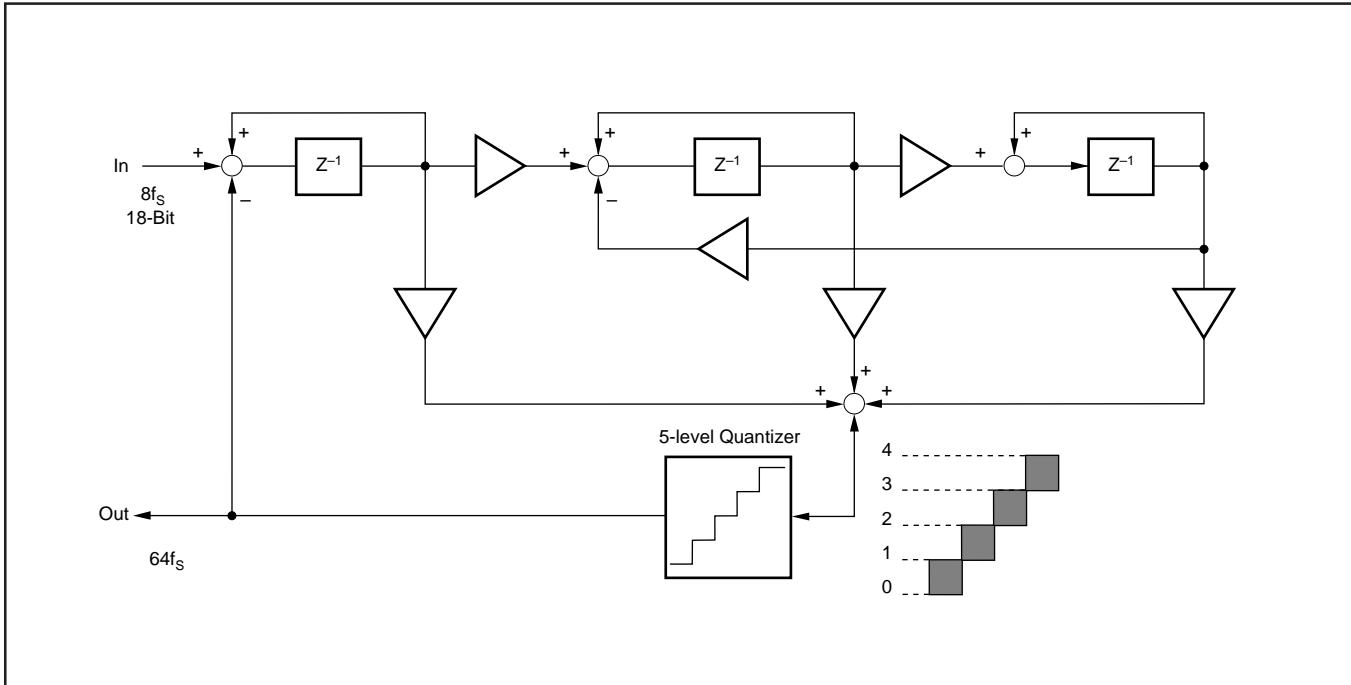 +
+
+
+
In
+
Z⁻¹
+
Z⁻¹
+
Z⁻¹
8fS
18-Bit
–
–
+
+
+
5-level Quantizer
4
3
2
1
0
Out
64fS